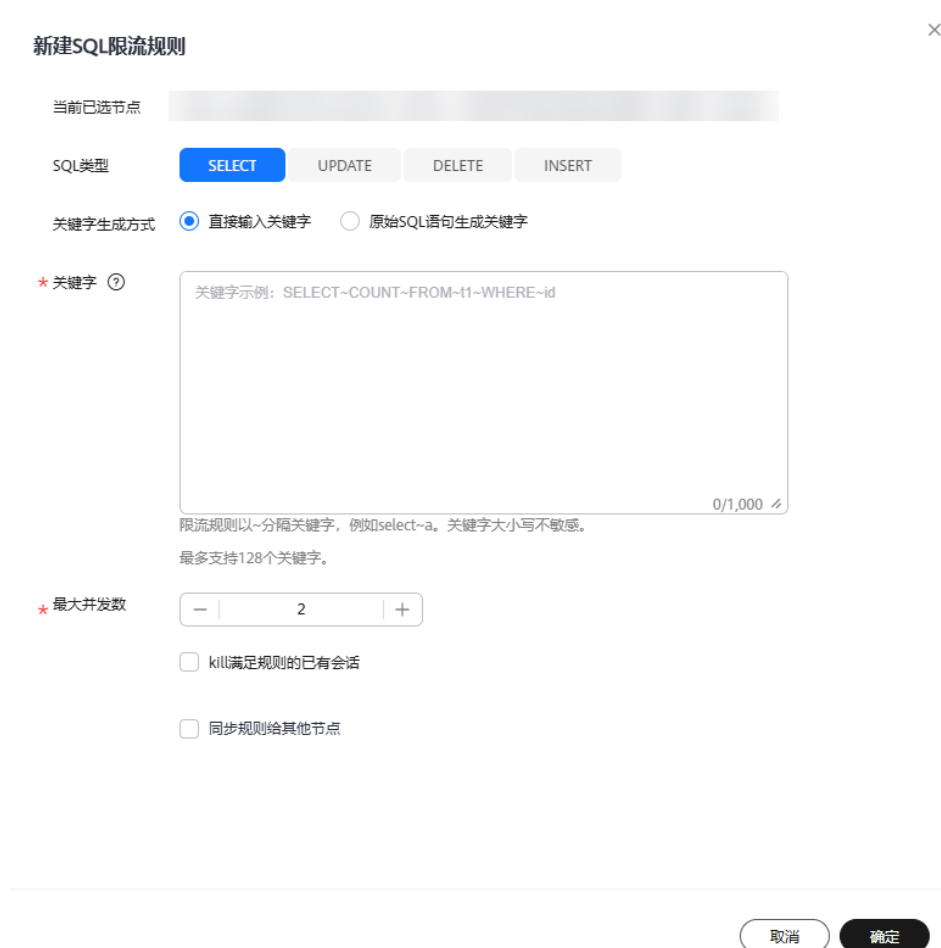 新建SQL限流规则
当前已选节点
SQL类型 SELECT UPDATE DELETE INSERT
关键字生成方式 直接输入关键字 原始SQL语句生成关键字
* 关键字 ?
关键字示例：SELECT~COUNT~FROM~t1~WHERE~id
0/1,000
限流规则以~分隔关键字，例如select~a。关键字大小写不敏感。
最多支持128个关键字。
* 最大并发数 − 2 +
kill满足规则的已有会话
同步规则给其他节点
取消 确定